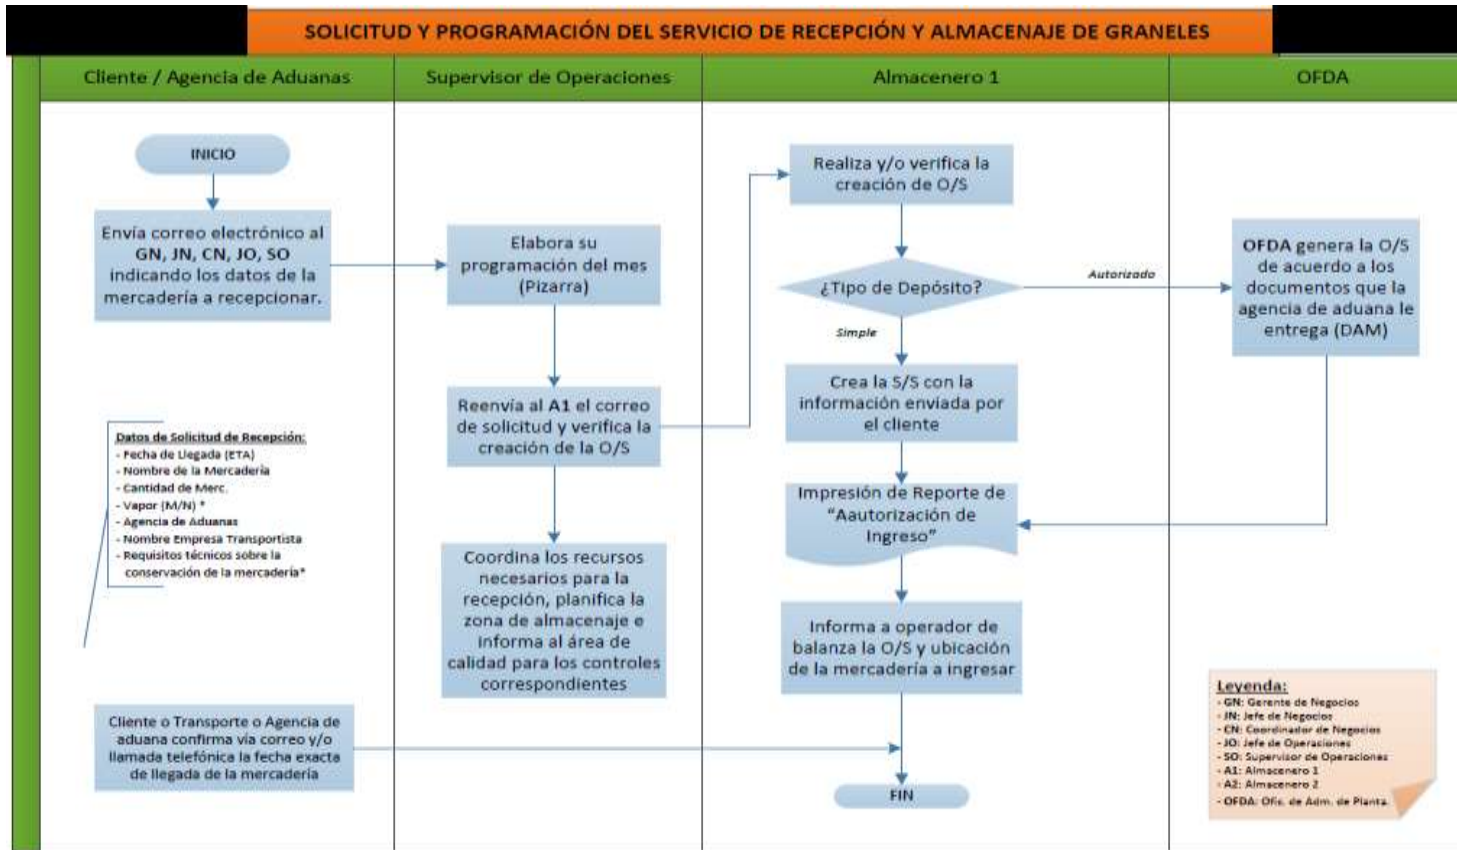 SOLICITUD Y PROGRAMACIÓN DEL SERVICIO DE RECEPCIÓN Y ALMACENAJE DE GRANELES
Cliente / Agencia de Aduanas
Supervisor de Operaciones
Almacenero 1
OFDA
INICIO
Envía correo electrónico al
GN, JN, CN, JO, SO
indicando los datos de la
mercadería a recepcionar.
Datos de Solicitud de Recepción:
- Fecha de Llegada (ETA)
- Nombre de la Mercadería
- Cantidad de Merc.
- Vapor (M/N) *
- Agencia de Aduanas
- Nombre Empresa Transportista
- Requisitos técnicos sobre la
conservación de la mercadería*
Cliente o Transporte o Agencia de
aduana confirma vía correo y/o
llamada telefónica la fecha exacta
de llegada de la mercadería
Elabora su
programación del mes
(Pizarra)
Reenvía al A1 el correo
de solicitud y verifica la
creación de la O/S
Coordina los recursos
necesarios para la
recepción, planifica la
zona de almacenaje e
informa al área de
calidad para los controles
correspondientes
Realiza y/o verifica la
creación de O/S
¿Tipo de Depósito?
Autorizado
Simple
Crea la S/S con la
información enviada por
el cliente
Impresión de Reporte de
“Aautorización de
Ingreso”
Informa a operador de
balanza la O/S y ubicación
de la mercadería a ingresar
FIN
OFDA genera la O/S
de acuerdo a los
documentos que la
agencia de aduana le
entrega (DAM)
Leyenda:
- GN: Gerente de Negocios
- JN: Jefe de Negocios
- CN: Coordinador de Negocios
- JO: Jefe de Operaciones
- SO: Supervisor de Operaciones
- A1: Almacenero 1
- A2: Almacenero 2
- OFDA: Ofis. de Adm. de Planta.